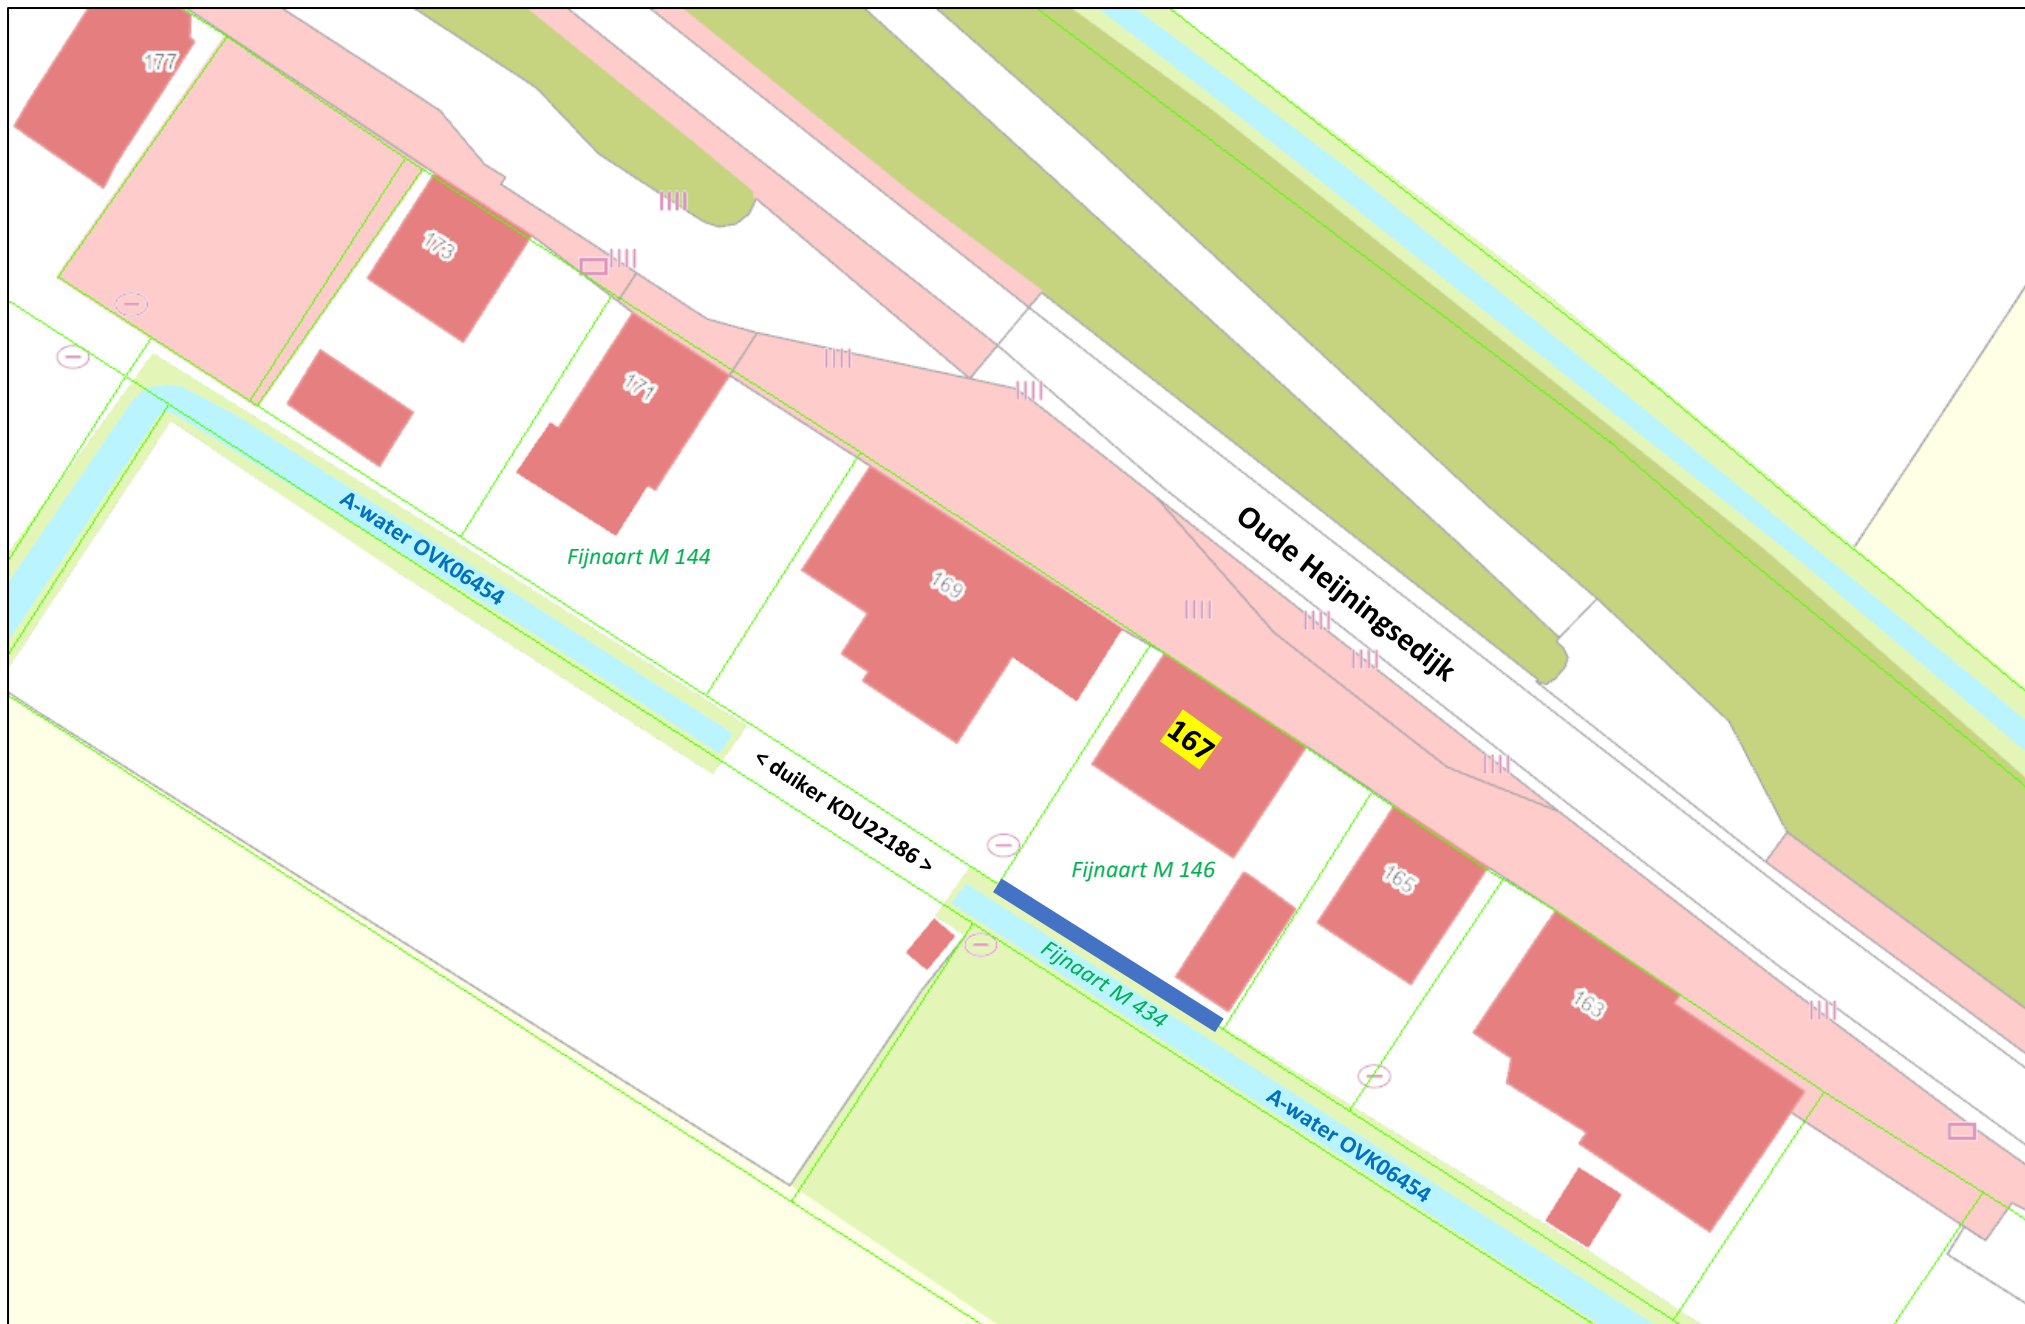 177
173
171
A-water OVK06454
Fijnaart M 144
169
Oude Heijningsedijk
167
< duiker KDU22186 >
Fijnaart M 146
165
Fijnaart M 434
163
A-water OVK06454